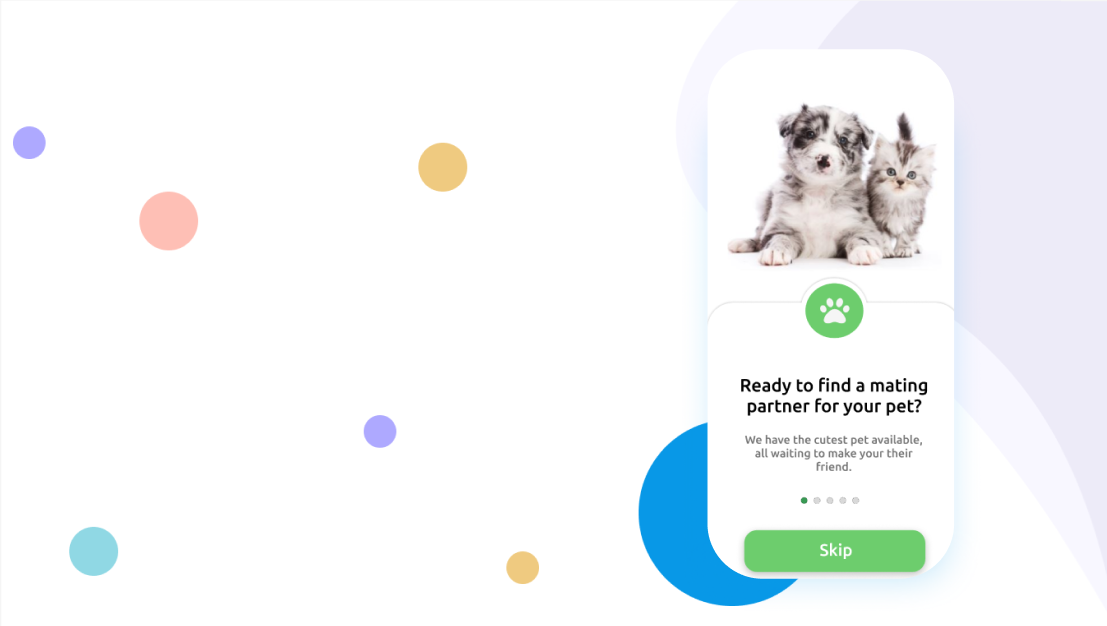 Ready to find a mating
partner for your pet?
We have the cutest pet available,
all waiting to make your their
friend.
Skip